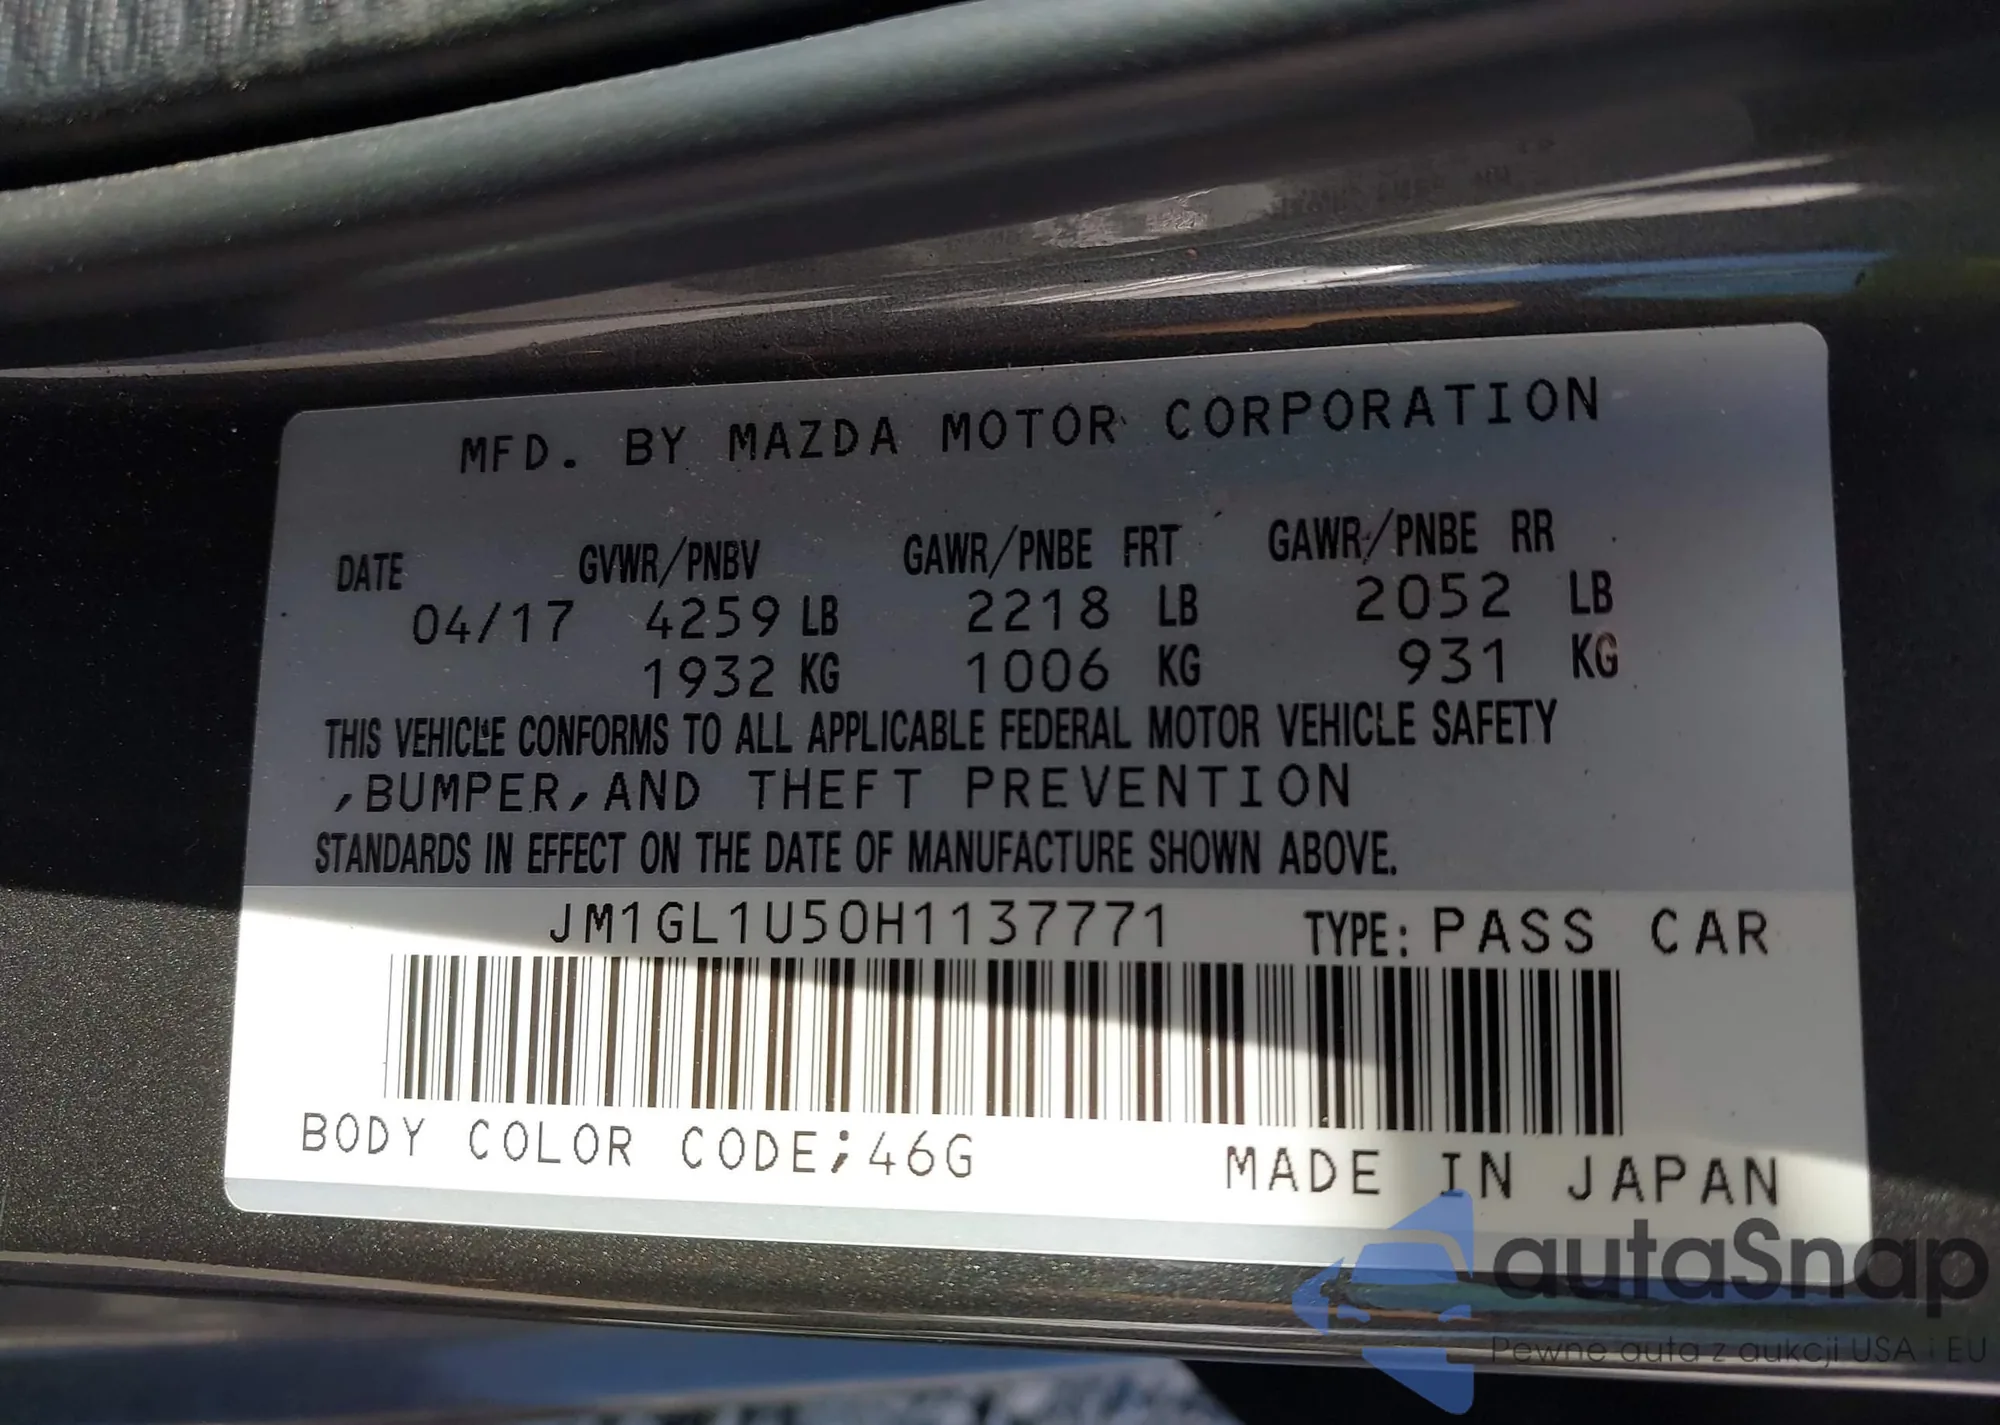 MFD. BY MAZDA MOTOR CORPORATION
DATE GVWR/PNBV GAWR/PNBE FRT GAWR/PNBE RR
04/17 4259 LB 2218 LB 2052 LB
1932 KG 1006 KG 931 KG
THIS VEHICLE CONFORMS TO ALL APPLICABLE FEDERAL MOTOR VEHICLE SAFETY
,BUMPER,AND THEFT PREVENTION
STANDARDS IN EFFECT ON THE DATE OF MANUFACTURE SHOWN ABOVE.
JM1GL1U50H1137771 TYPE: PASS CAR
BODY COLOR CODE;46G MADE IN JAPAN
autaSnap
Pewne auta z aukcji USA i EU